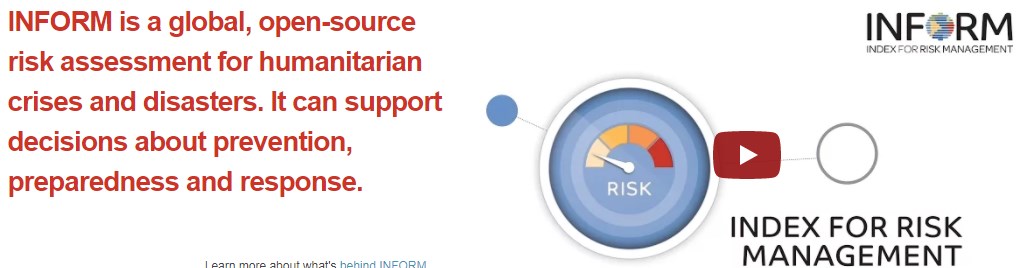 INFORM is a global, open-source
risk assessment for humanitarian
crises and disasters. It can support
decisions about prevention,
preparedness and response.
Learn more about what's behind INFORM
INFORM
INDEX FOR RISK MANAGEMENT
RISK
INDEX FOR RISK
MANAGEMENT